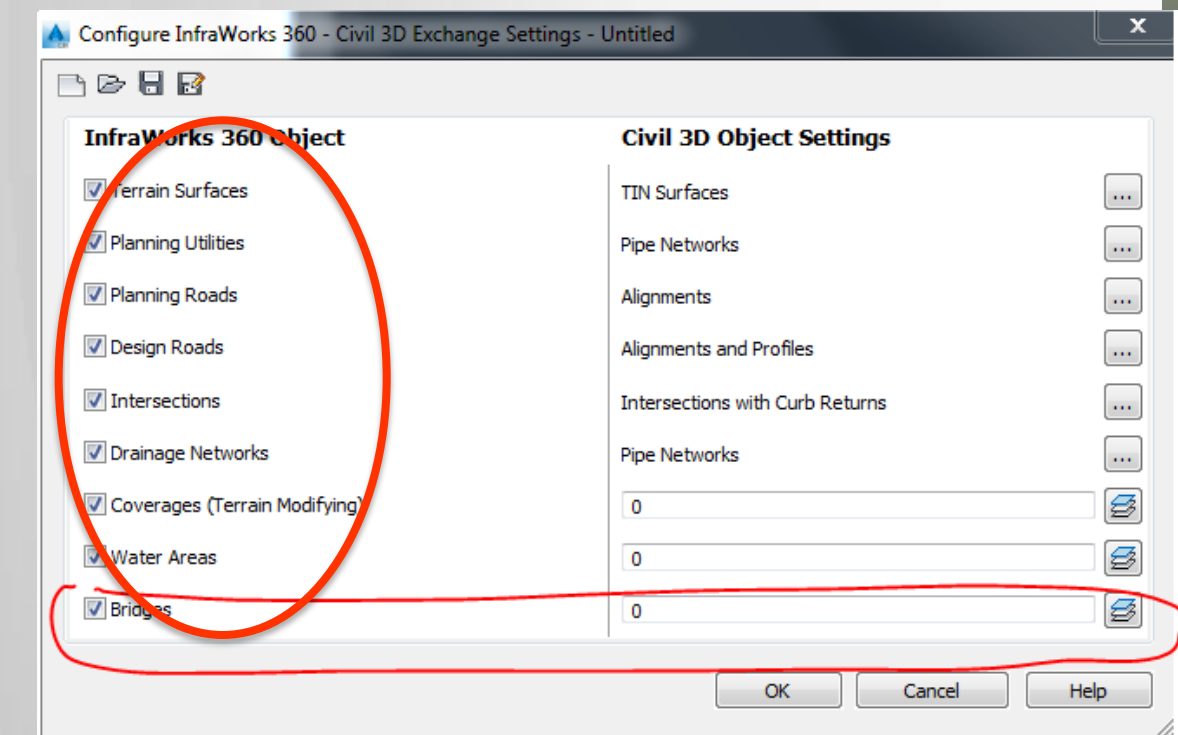 Configure InfraWorks 360 - Civil 3D Exchange Settings - Untitled
InfraWorks 360 Object Civil 3D Object Settings
Terrain Surfaces TIN Surfaces ...
Planning Utilities Pipe Networks ...
Planning Roads Alignments ...
Design Roads Alignments and Profiles ...
Intersections Intersections with Curb Returns ...
Drainage Networks Pipe Networks ...
Coverages (Terrain Modifying) 0
Water Areas 0
Bridges 0
OK Cancel Help